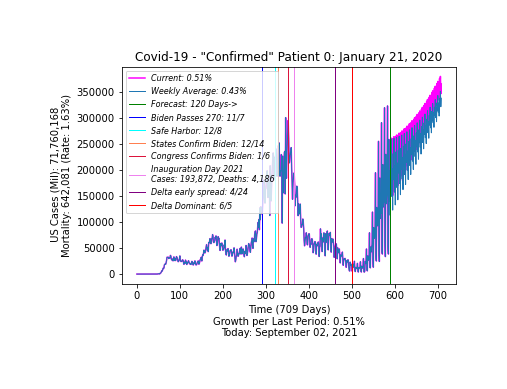 Covid-19 - "Confirmed" Patient 0: January 21, 2020
US Cases (Mil): 71,760,168
Mortality: 642,081 (Rate: 1.63%)
350000
300000
250000
200000
150000
100000
50000
0
Current: 0.51%
Weekly Average: 0.43%
Forecast: 120 Days->
Biden Passes 270: 11/7
Safe Harbor: 12/8
States Confirm Biden: 12/14
Congress Confirms Biden: 1/6
Inauguration Day 2021
Cases: 193,872, Deaths: 4,186
Delta early spread: 4/24
Delta Dominant: 6/5
0 100 200 300 400 500 600 700
Time (709 Days)
Growth per Last Period: 0.51%
Today: September 02, 2021